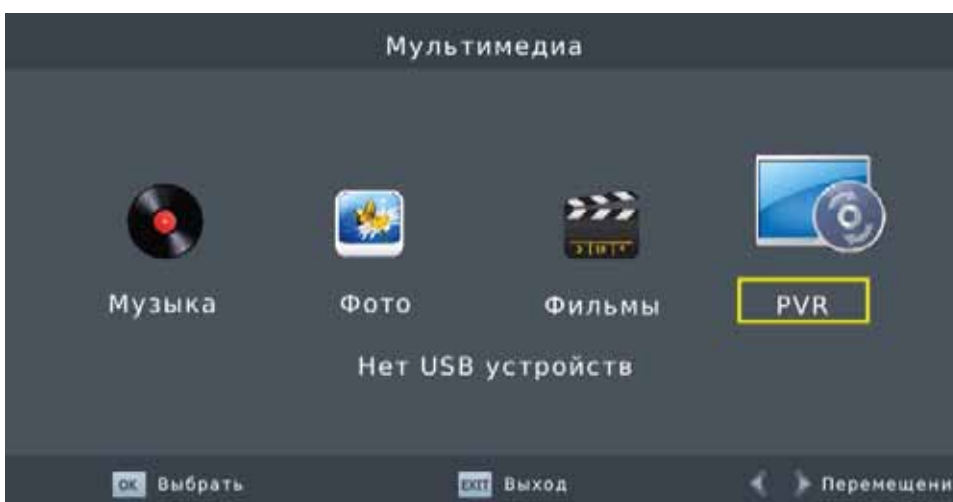 Мультимедиа
Музыка Фото Фильмы PVR
Нет USB устройств
OK Выбрать EXIT Выход Перемещени